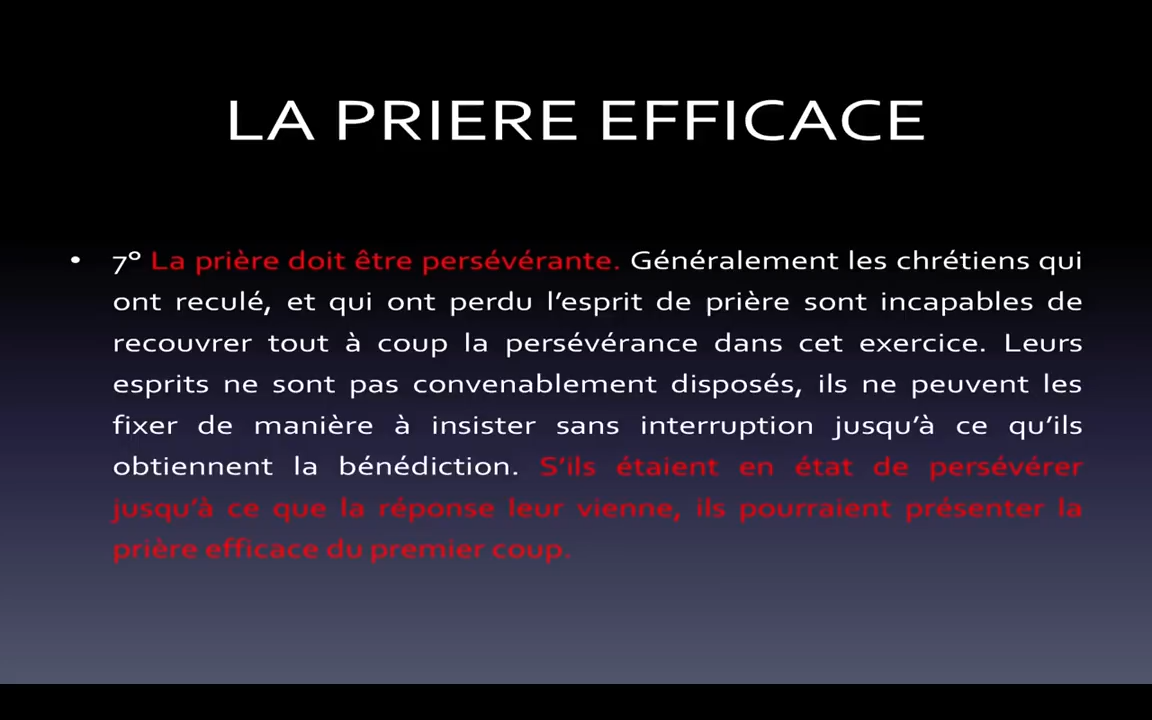 LA PRIERE EFFICACE
• 7° La prière doit être persévérante. Généralement les chrétiens qui
ont reculé, et qui ont perdu l’esprit de prière sont incapables de
recouvrer tout à coup la persévérance dans cet exercice. Leurs
esprits ne sont pas convenablement disposés, ils ne peuvent les
fixer de manière à insister sans interruption jusqu’à ce qu’ils
obtiennent la bénédiction. S’ils étaient en état de persévérer
jusqu’à ce que la réponse leur vienne, ils pourraient présenter la
prière efficace du premier coup.